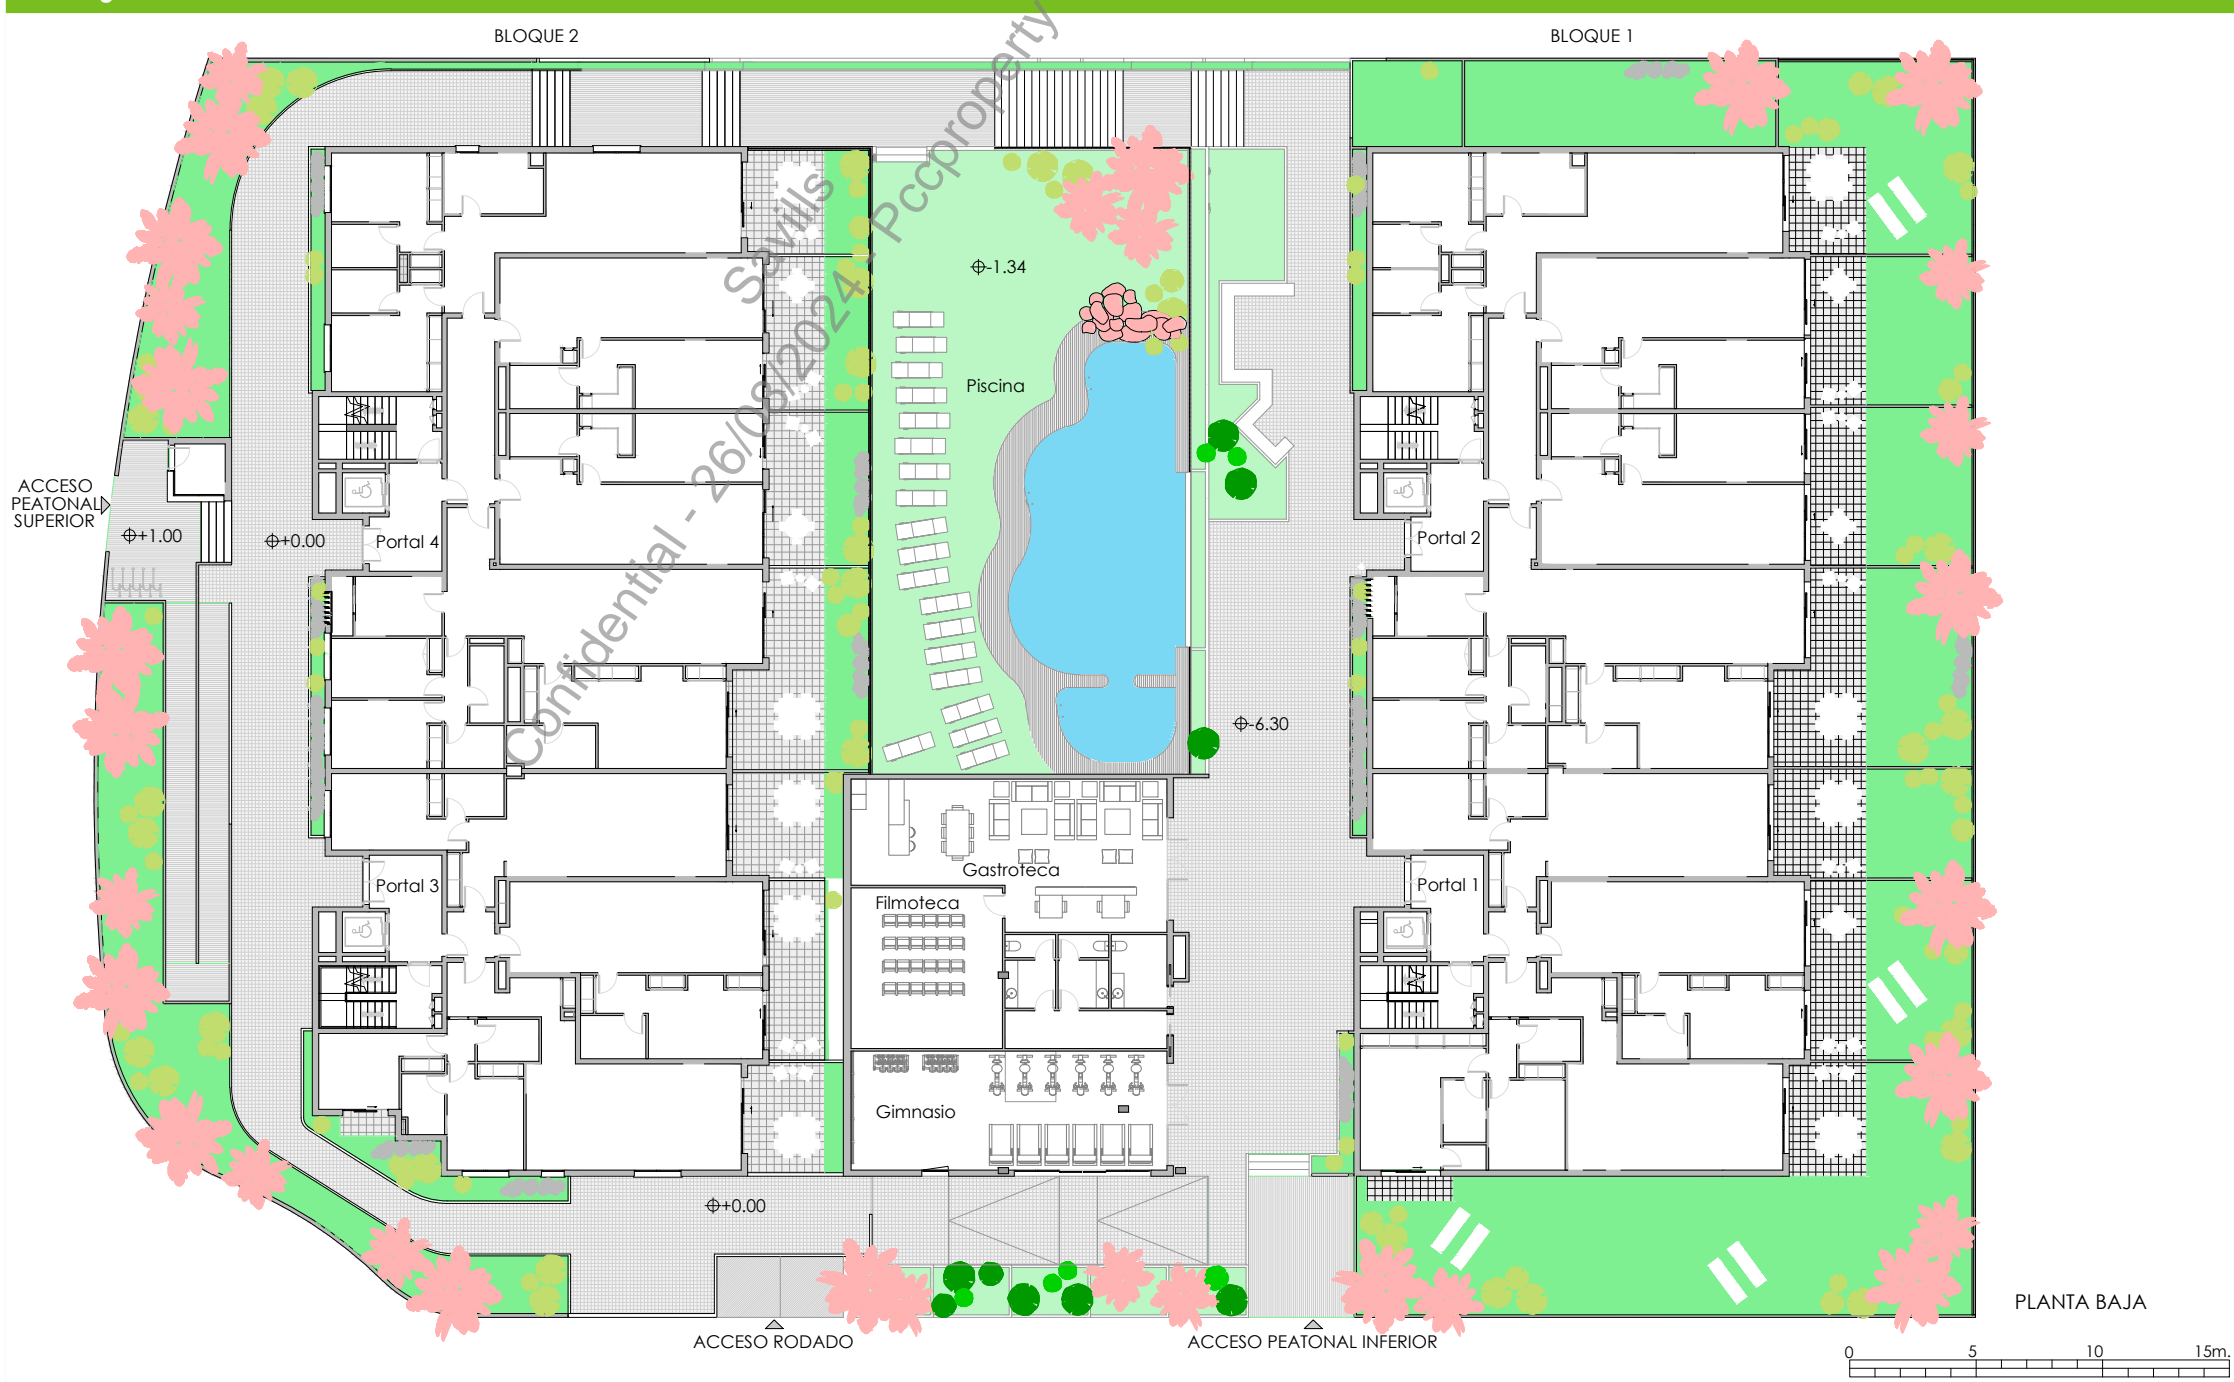 BLOQUE 2
BLOQUE 1
Savills
Confidential - 26/08/2024 Pccproperty
-1.34
Piscina
ACCESO
PEATONAL
SUPERIOR
+1.00
+0.00
Portal 4
Portal 2
-6.30
Gastroteca
Filmoteca
Portal 3
Portal 1
Gimnasio
+0.00
PLANTA BAJA
ACCESO RODADO
ACCESO PEATONAL INFERIOR
0 5 10 15m.